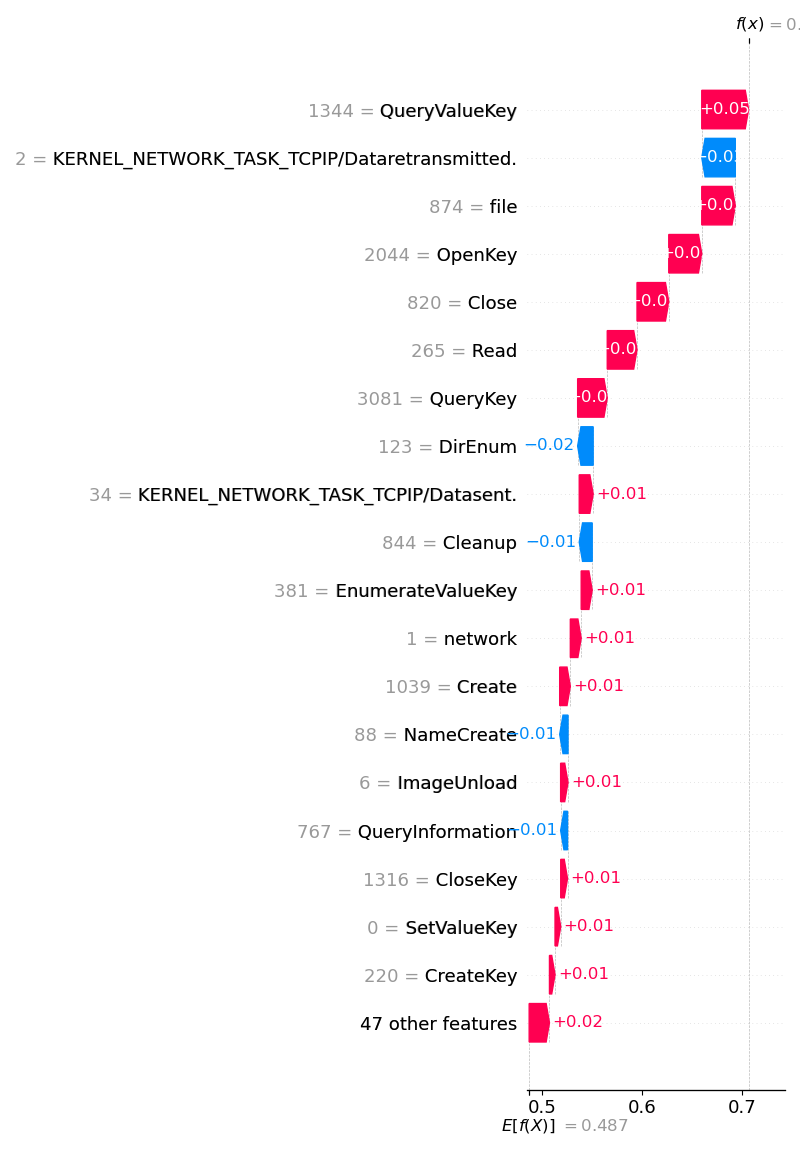 f(x) = 0.
1344 = QueryValueKey +0.05
2 = KERNEL_NETWORK_TASK_TCPIP/Dataretransmitted. −0.03
874 = file +0.0
2044 = OpenKey +0.0
820 = Close +0.0
265 = Read +0.0
3081 = QueryKey +0.0
123 = DirEnum −0.02
34 = KERNEL_NETWORK_TASK_TCPIP/Datasent. +0.01
844 = Cleanup −0.01
381 = EnumerateValueKey +0.01
1 = network +0.01
1039 = Create +0.01
88 = NameCreate −0.01
6 = ImageUnload +0.01
767 = QueryInformation −0.01
1316 = CloseKey +0.01
0 = SetValueKey +0.01
220 = CreateKey +0.01
47 other features +0.02
0.5 0.6 0.7
E[f(X)] = 0.487